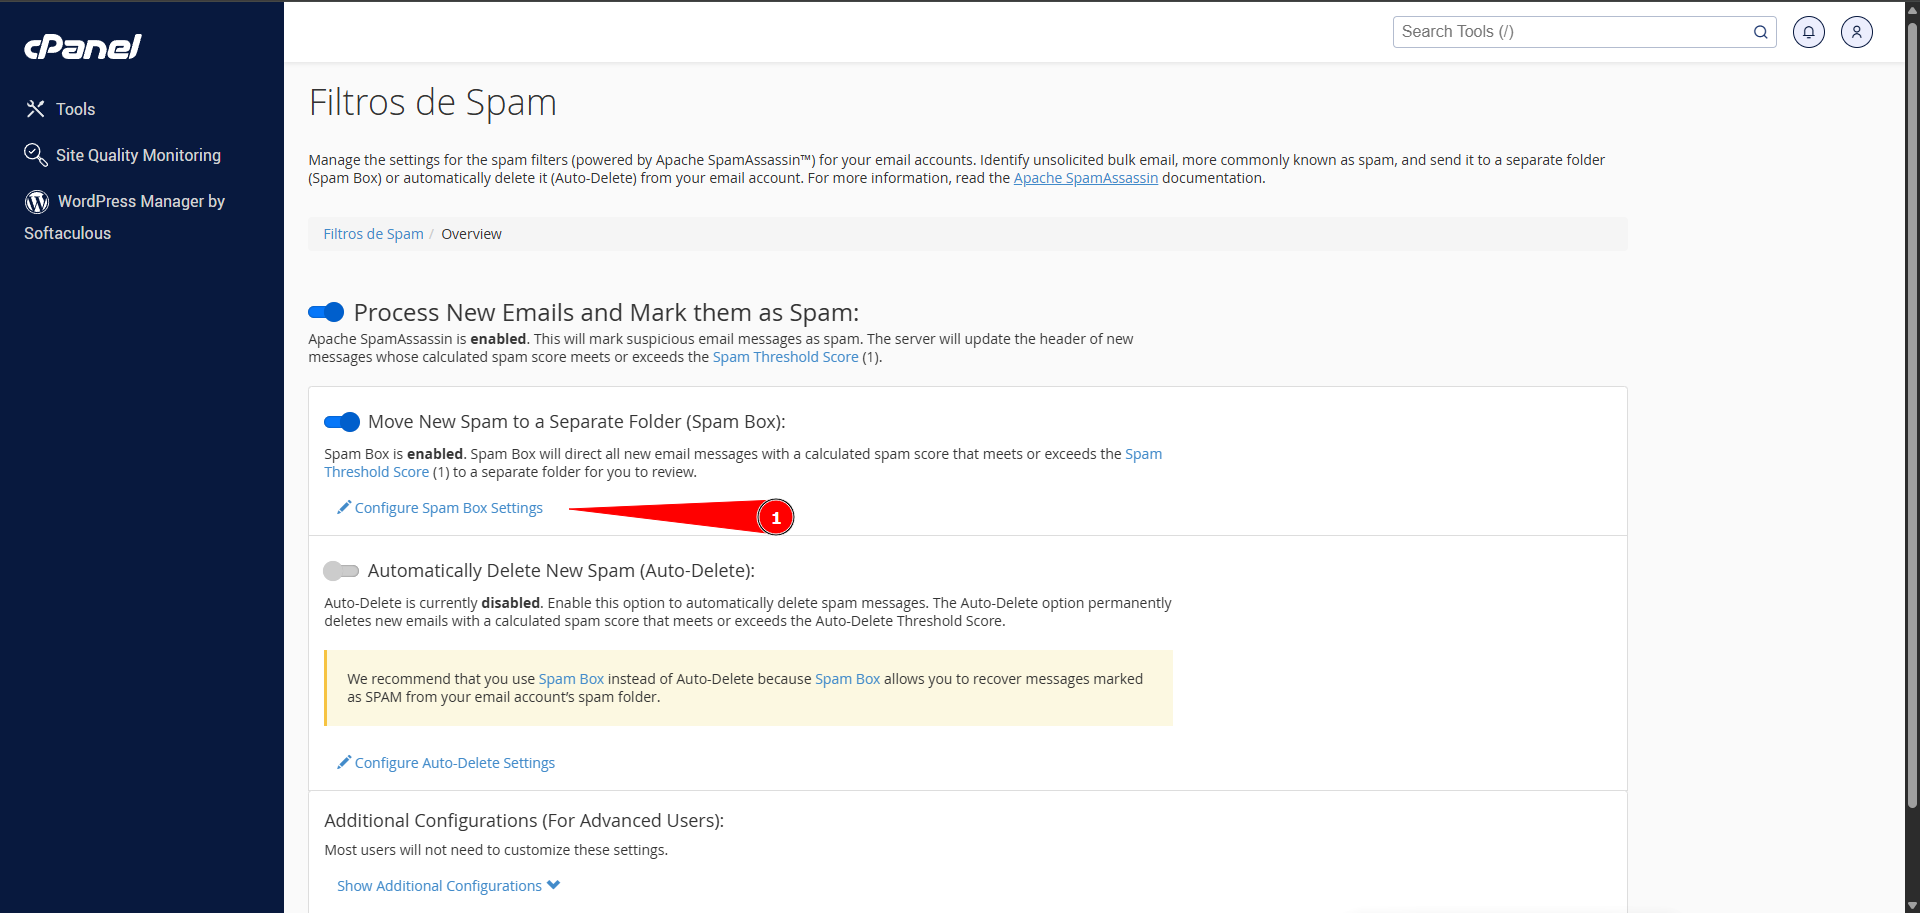 cPanel
Search Tools (/)
Tools
Site Quality Monitoring
WordPress Manager by
Softaculous
Filtros de Spam
Manage the settings for the spam filters (powered by Apache SpamAssassin™) for your email accounts. Identify unsolicited bulk email, more commonly known as spam, and send it to a separate folder
(Spam Box) or automatically delete it (Auto-Delete) from your email account. For more information, read the Apache SpamAssassin documentation.
Filtros de Spam / Overview
Process New Emails and Mark them as Spam:
Apache SpamAssassin is enabled. This will mark suspicious email messages as spam. The server will update the header of new
messages whose calculated spam score meets or exceeds the Spam Threshold Score (1).
Move New Spam to a Separate Folder (Spam Box):
Spam Box is enabled. Spam Box will direct all new email messages with a calculated spam score that meets or exceeds the Spam
Threshold Score (1) to a separate folder for you to review.
Configure Spam Box Settings
1
Automatically Delete New Spam (Auto-Delete):
Auto-Delete is currently disabled. Enable this option to automatically delete spam messages. The Auto-Delete option permanently
deletes new emails with a calculated spam score that meets or exceeds the Auto-Delete Threshold Score.
We recommend that you use Spam Box instead of Auto-Delete because Spam Box allows you to recover messages marked
as SPAM from your email account’s spam folder.
Configure Auto-Delete Settings
Additional Configurations (For Advanced Users):
Most users will not need to customize these settings.
Show Additional Configurations